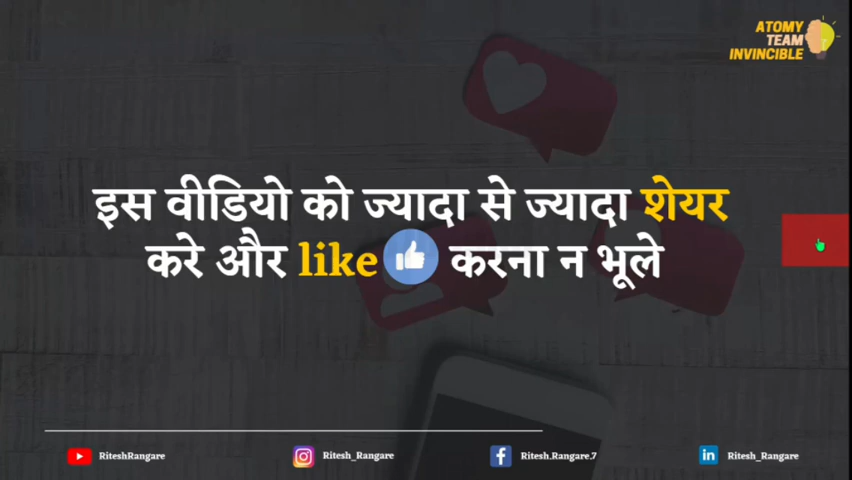 ATOMY
TEAM
INVINCIBLE
इस वीडियो को ज्यादा से ज्यादा शेयर
करे और like करना न भूले
RiteshRangare
Ritesh_Rangare
Ritesh.Rangare.7
Ritesh_Rangare